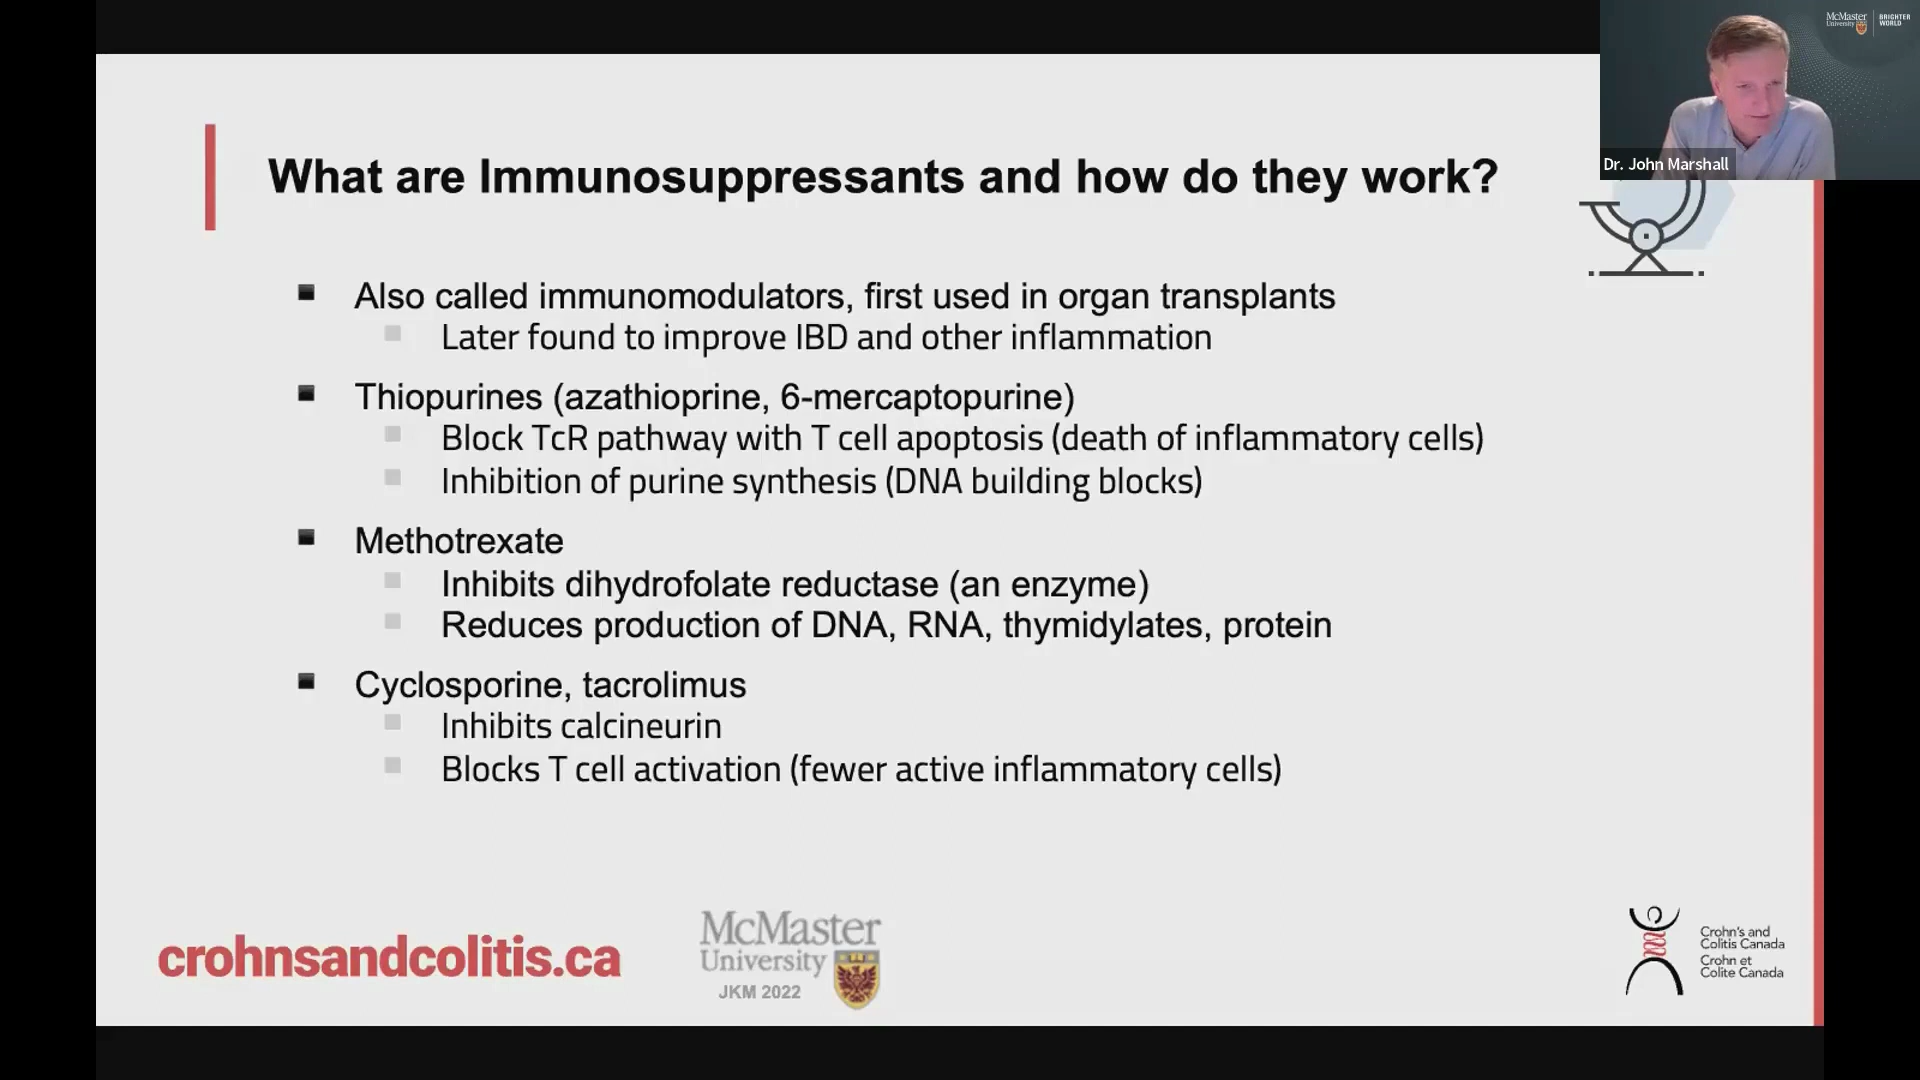 McMaster
University
BRIGHTER
WORLD
Dr. John Marshall
What are Immunosuppressants and how do they work?
Also called immunomodulators, first used in organ transplants
Later found to improve IBD and other inflammation
Thiopurines (azathioprine, 6-mercaptopurine)
Block TcR pathway with T cell apoptosis (death of inflammatory cells)
Inhibition of purine synthesis (DNA building blocks)
Methotrexate
Inhibits dihydrofolate reductase (an enzyme)
Reduces production of DNA, RNA, thymidylates, protein
Cyclosporine, tacrolimus
Inhibits calcineurin
Blocks T cell activation (fewer active inflammatory cells)
crohnsandcolitis.ca
McMaster
University
JKM 2022
Crohn's and
Colitis Canada
Crohn et
Colite Canada